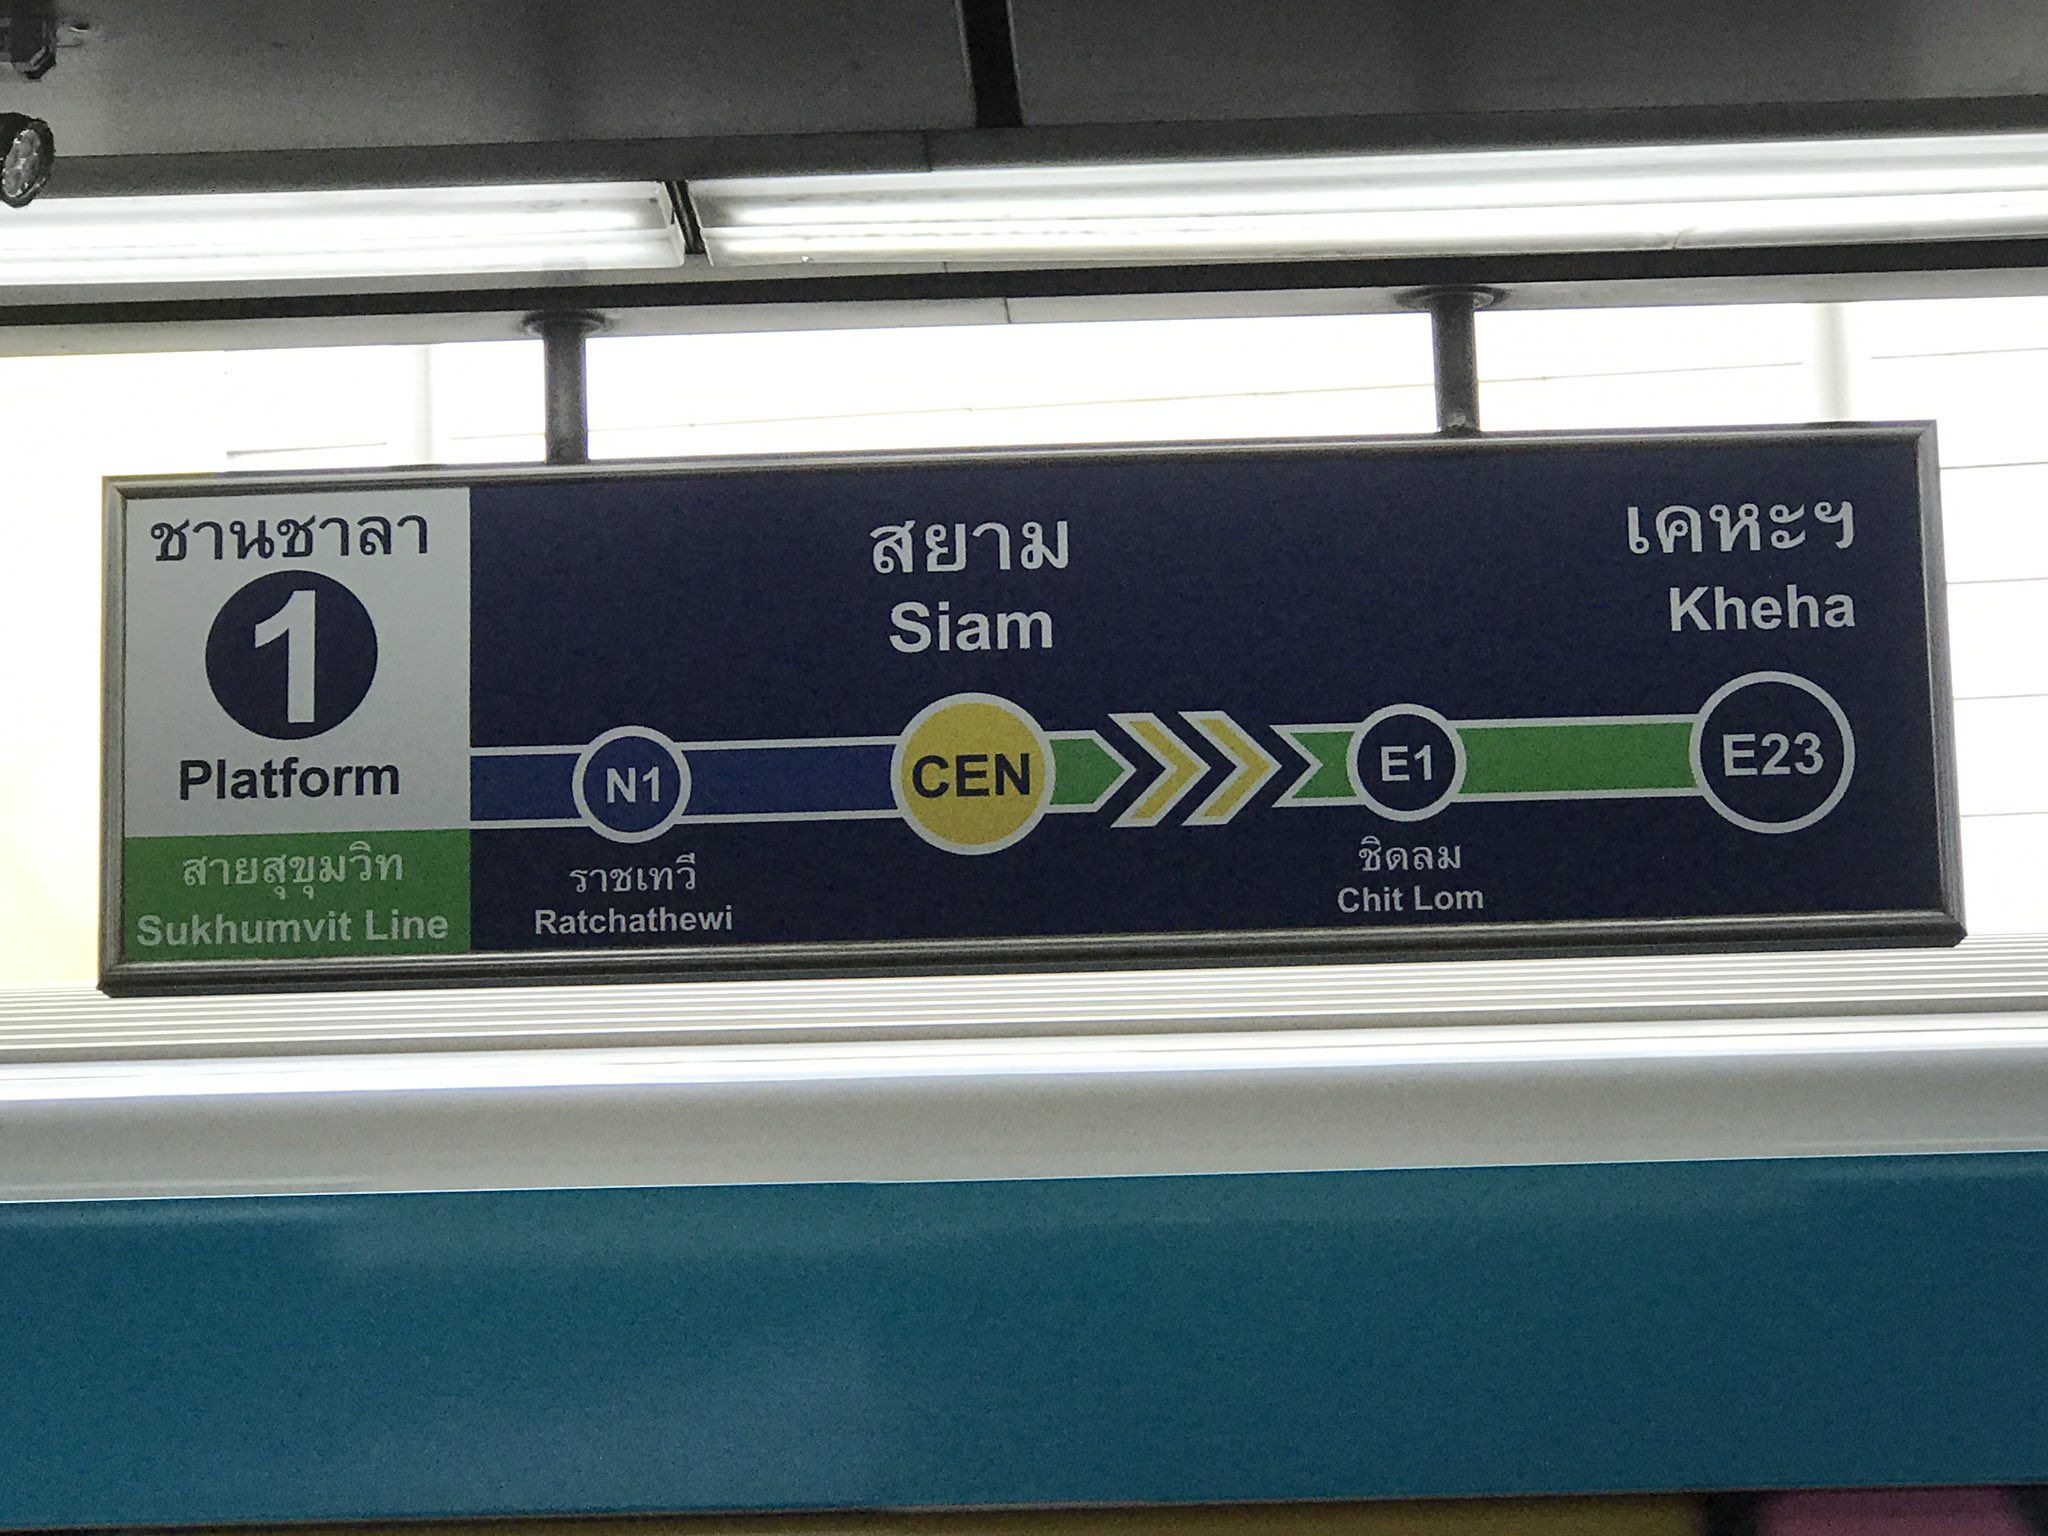 ชานชาลา
1
Platform
สายสุขุมวิท
Sukhumvit Line
สยาม
Siam
เคหะฯ
Kheha
N1
CEN
E1
E23
ราชเทวี
Ratchathewi
ชิดลม
Chit Lom